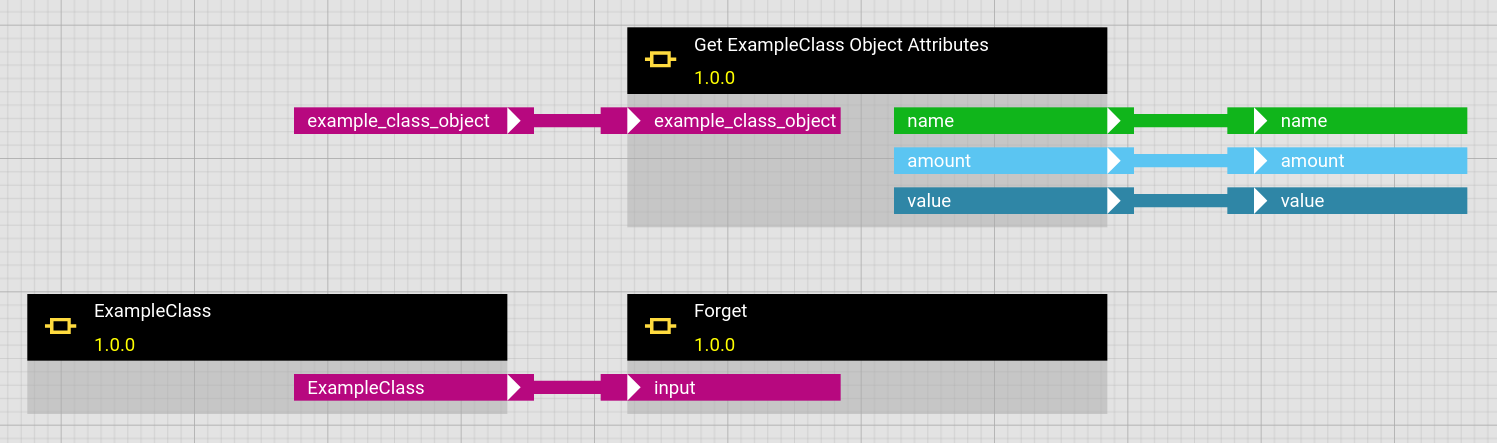 Get ExampleClass Object Attributes
1.0.0
example_class_object
example_class_object
name
name
amount
amount
value
value
ExampleClass
1.0.0
ExampleClass
Forget
1.0.0
input